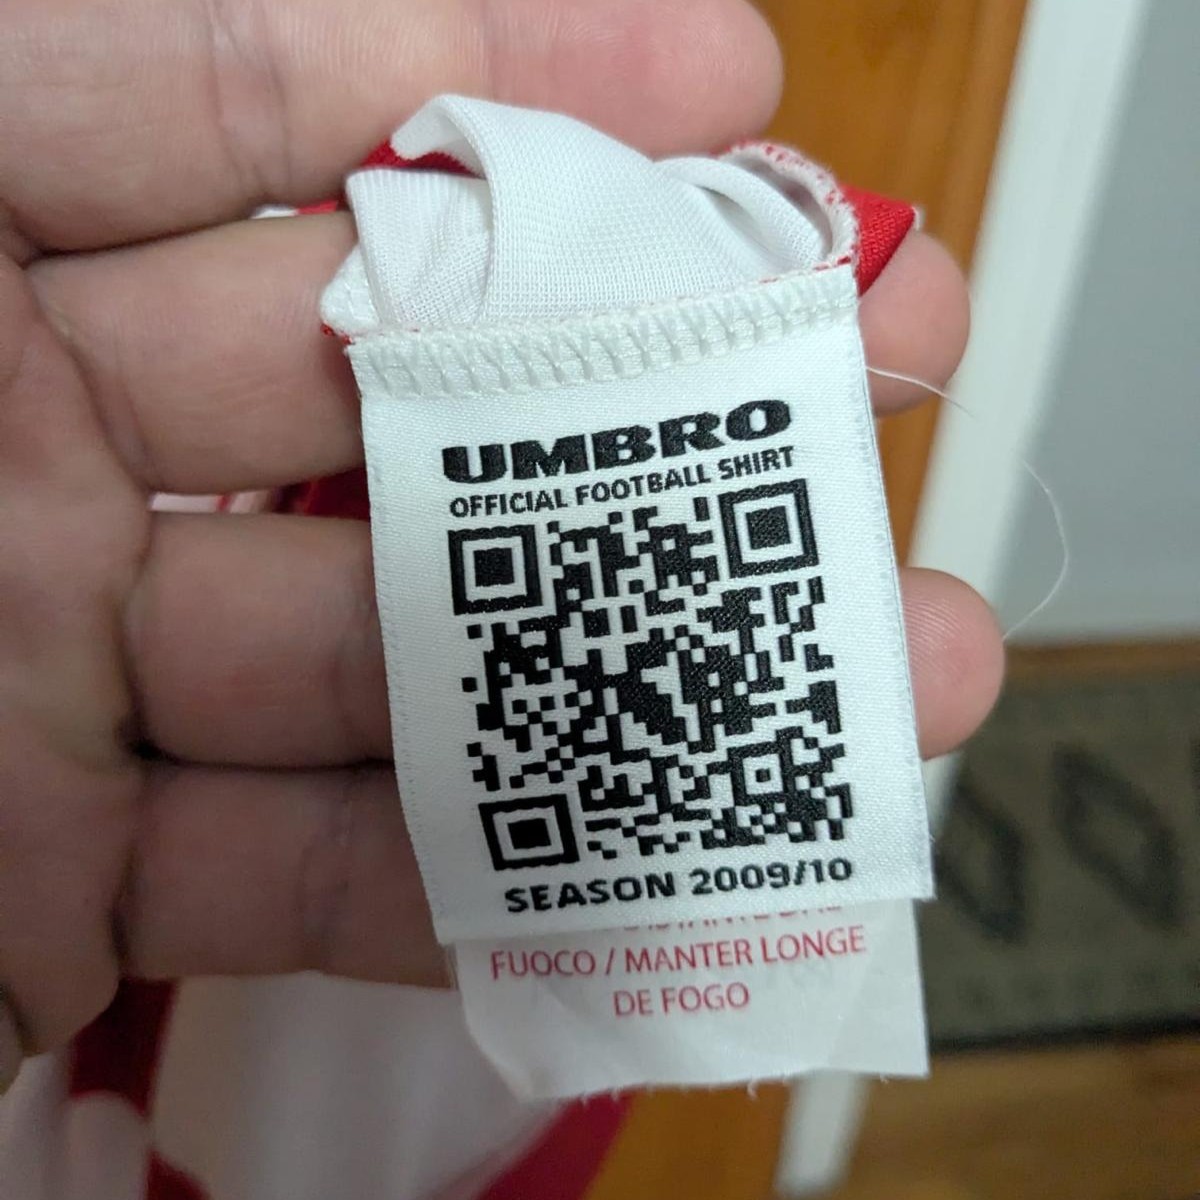 UMBRO
OFFICIAL FOOTBALL SHIRT
SEASON 2009/10
FUOCO / MANTER LONGE
DE FOGO